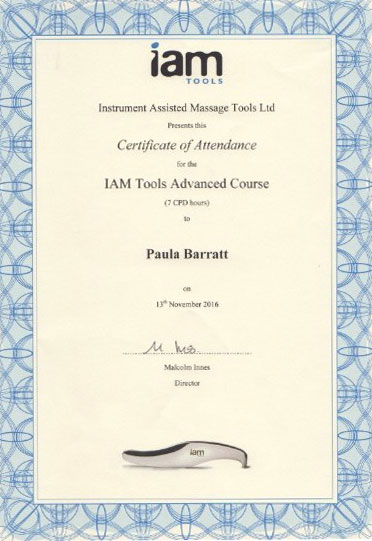 iam
TOOLS
Instrument Assisted Massage Tools Ltd
Presents this
Certificate of Attendance
for the
IAM Tools Advanced Course
(7 CPD hours)
to
Paula Barratt
on
13th November 2016
Malcolm Innes
Director
iam